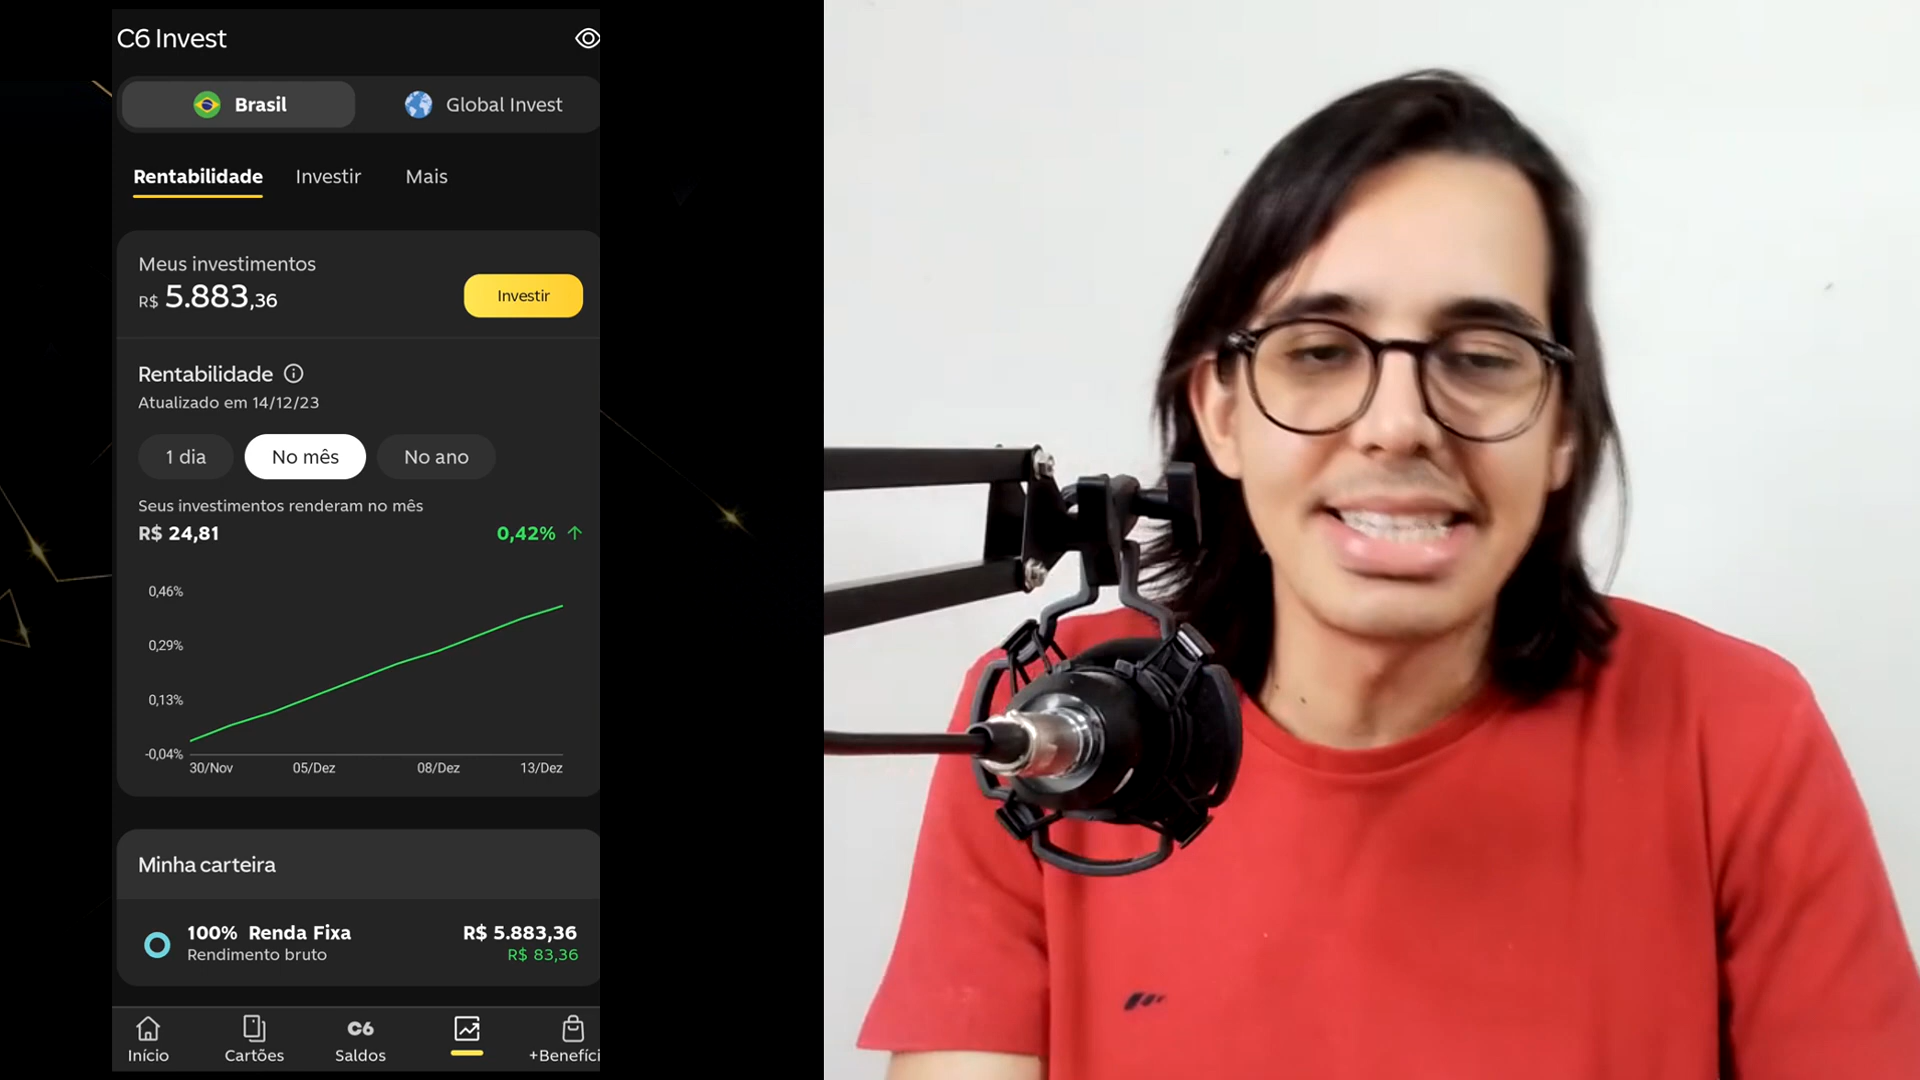 C6 Invest
Brasil
Global Invest
Rentabilidade
Investir
Mais
Meus investimentos
R$ 5.883,36
Investir
Rentabilidade
Atualizado em 14/12/23
1 dia
No mês
No ano
Seus investimentos renderam no mês
R$ 24,81
0,42%
0,46%
0,29%
0,13%
-0,04%
30/Nov
05/Dez
08/Dez
13/Dez
Minha carteira
100% Renda Fixa
R$ 5.883,36
Rendimento bruto
R$ 83,36
Início
Cartões
C6
Saldos
+Benefíci